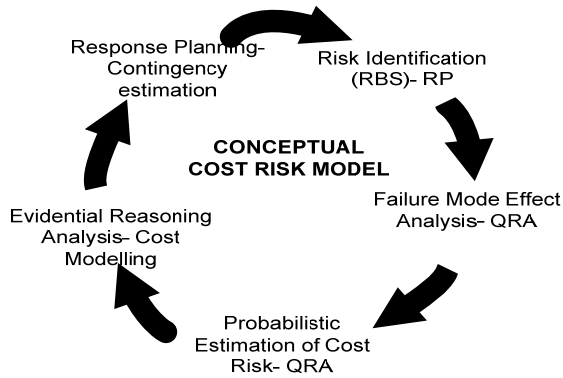 Response Planning-
Contingency
estimation
Risk Identification
(RBS)- RP
CONCEPTUAL
COST RISK MODEL
Failure Mode Effect
Analysis- QRA
Evidential Reasoning
Analysis- Cost
Modelling
Probabilistic
Estimation of Cost
Risk- QRA